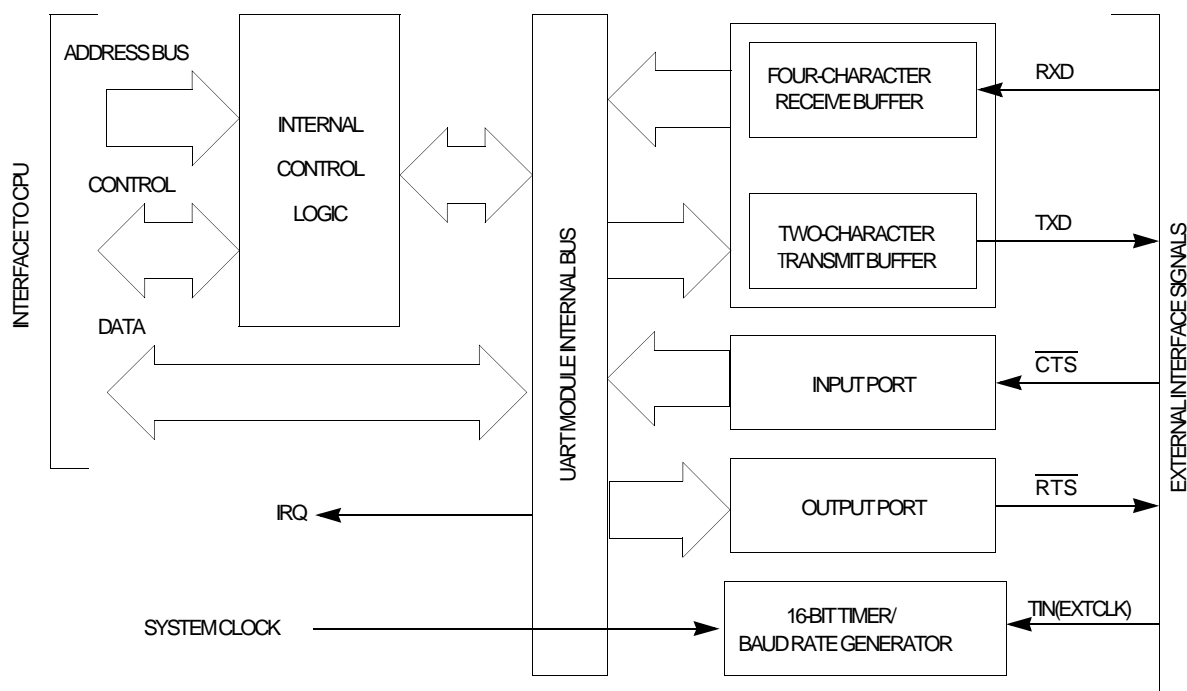 INTERFACE TO CPU
ADDRESS BUS
CONTROL
DATA
INTERNAL
CONTROL
LOGIC
IRQ
SYSTEM CLOCK
UART MODULE INTERNAL BUS
FOUR-CHARACTER
RECEIVE BUFFER
TWO-CHARACTER
TRANSMIT BUFFER
INPUT PORT
OUTPUT PORT
16-BIT TIMER/
BAUD RATE GENERATOR
RXD
TXD
C̅T̅S̅
R̅T̅S̅
TIN(EXTCLK)
EXTERNAL INTERFACE SIGNALS